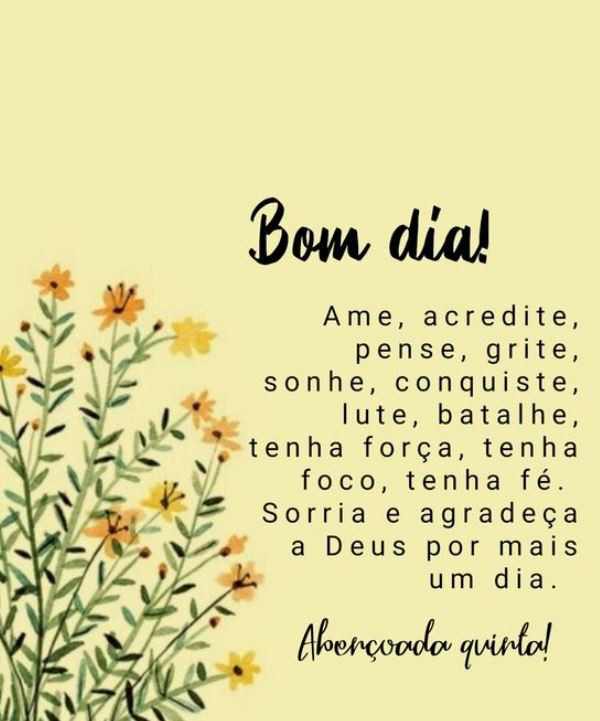 Bom dia!
Ame, acredite,
pense, grite,
sonhe, conquiste,
lute, batalhe,
tenha força, tenha
foco, tenha fé.
Sorria e agradeça
a Deus por mais
um dia.
Abençoada quinta!